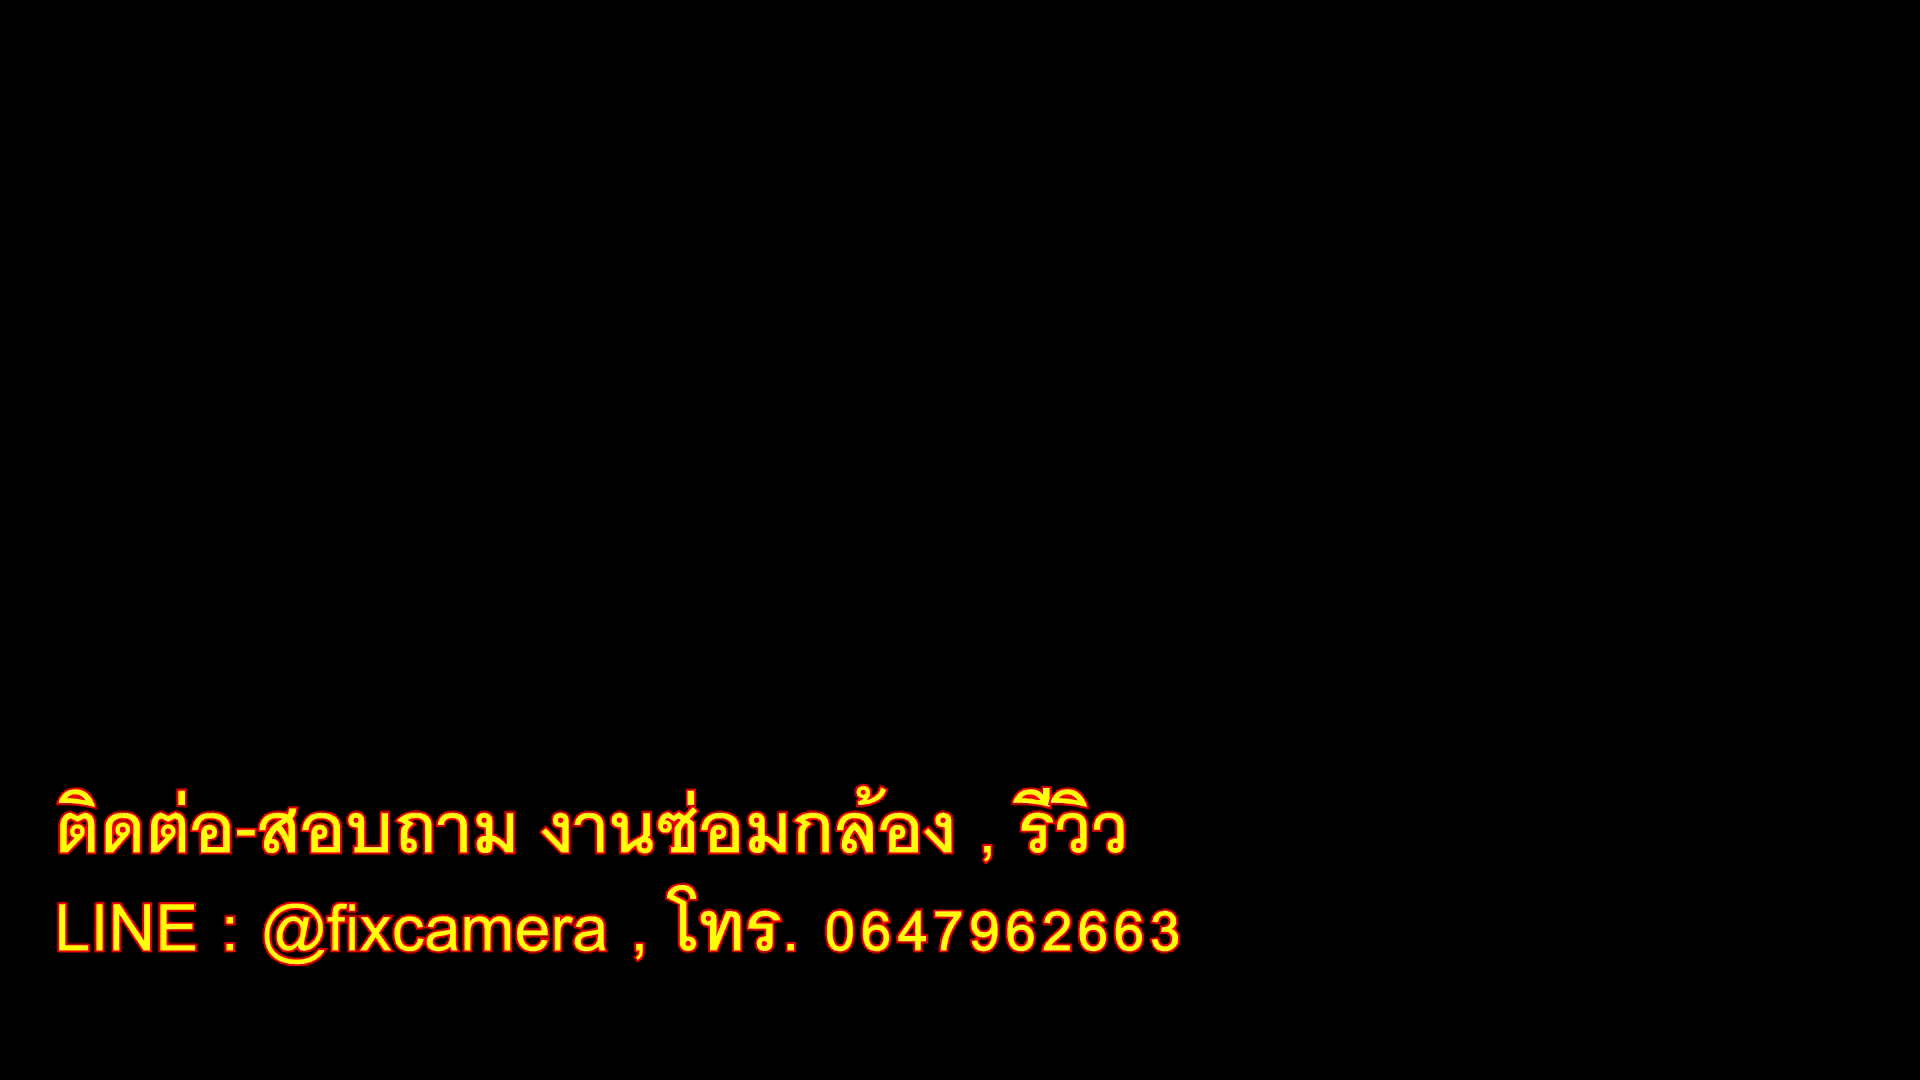 ติดต่อ-สอบถาม งานซ่อมกล้อง , รีวิว
LINE : @fixcamera , โทร. 0647962663